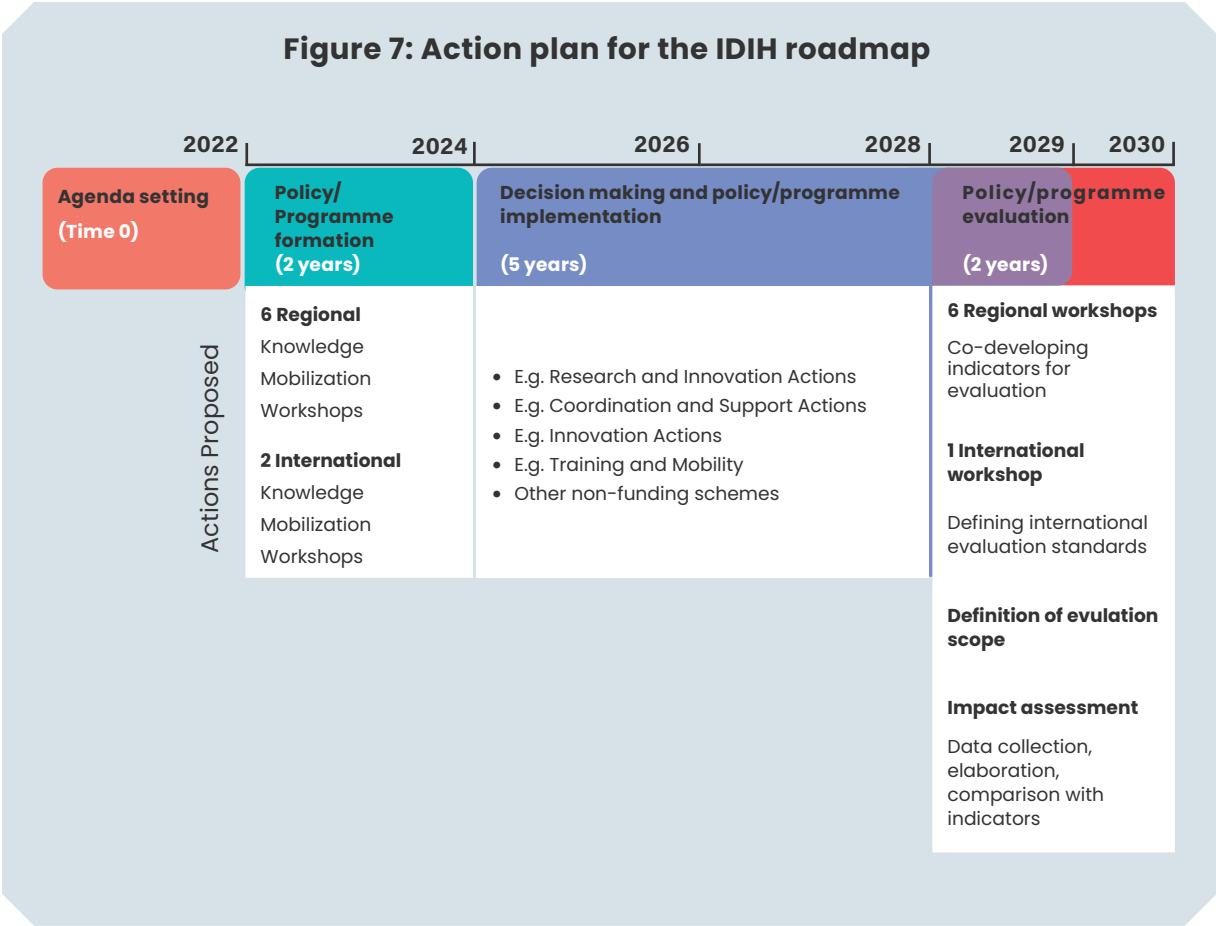 Figure 7: Action plan for the IDIH roadmap
2022
2024
2026
2028
2029
2030
Agenda setting
(Time 0)
Policy/
Programme
formation
(2 years)
Decision making and policy/programme
implementation
(5 years)
Policy/programme
evaluation
(2 years)
Actions Proposed
6 Regional
Knowledge
Mobilization
Workshops
2 International
Knowledge
Mobilization
Workshops
• E.g. Research and Innovation Actions
• E.g. Coordination and Support Actions
• E.g. Innovation Actions
• E.g. Training and Mobility
• Other non-funding schemes
6 Regional workshops
Co-developing
indicators for
evaluation
1 International
workshop
Defining international
evaluation standards
Definition of evulation
scope
Impact assessment
Data collection,
elaboration,
comparison with
indicators